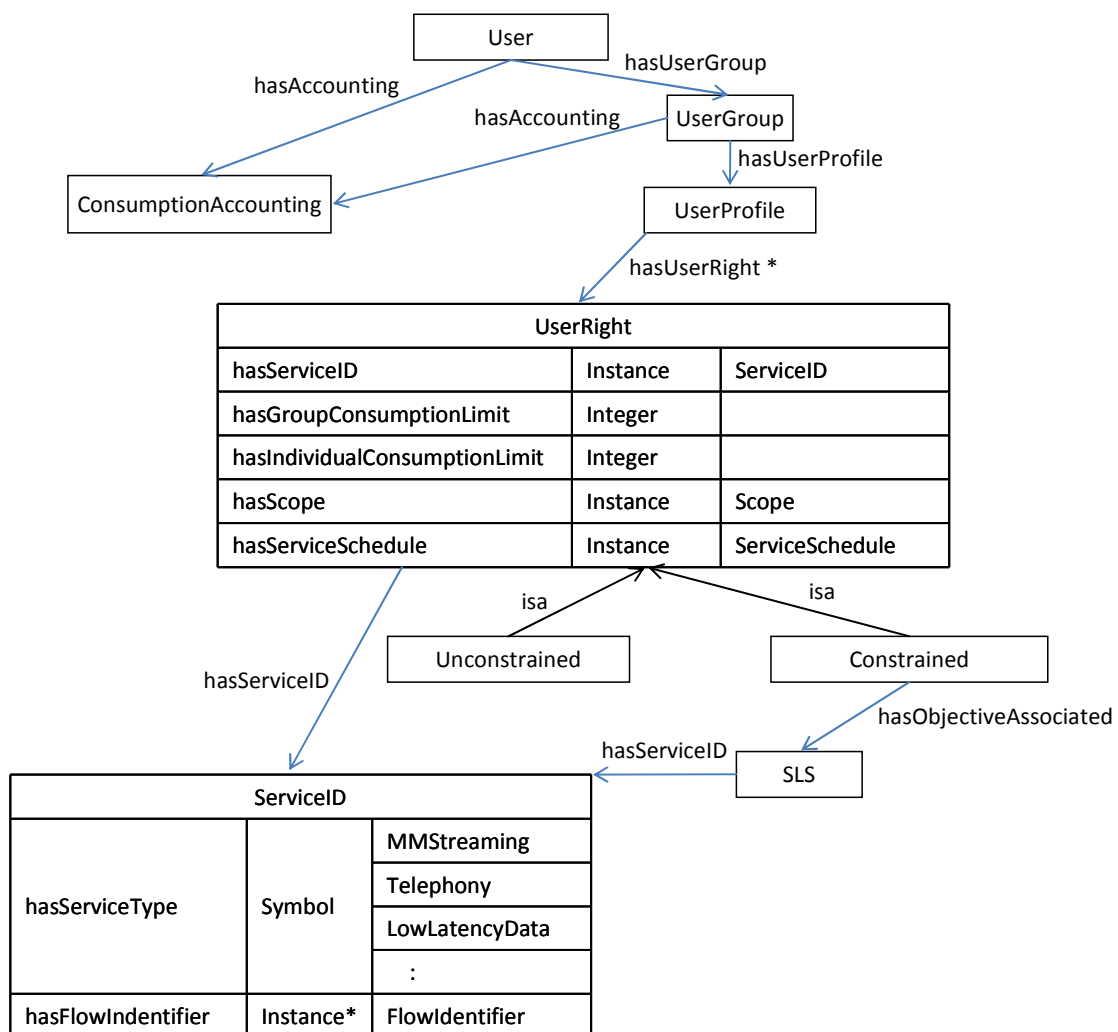 User
hasUserGroup
hasAccounting
hasAccounting
UserGroup
hasUserProfile
ConsumptionAccounting
UserProfile
hasUserRight *
UserRight
hasServiceID Instance ServiceID
hasGroupConsumptionLimit Integer
hasIndividualConsumptionLimit Integer
hasScope Instance Scope
hasServiceSchedule Instance ServiceSchedule
isa
isa
Unconstrained
Constrained
hasServiceID
hasObjectiveAssociated
hasServiceID
SLS
ServiceID
MMStreaming
Telephony
hasServiceType Symbol
LowLatencyData
:
hasFlowIndentifier Instance* FlowIdentifier